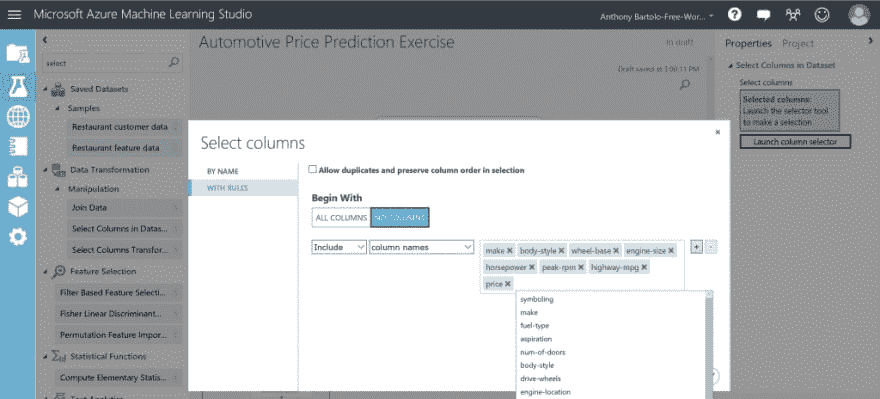 Microsoft Azure Machine Learning Studio
Anthony Bartolo-Free-Wor...
Automotive Price Prediction Exercise
In draft
Draft saved at 1:00:11 PM
select
Saved Datasets
Samples
Restaurant customer data
Restaurant feature data
Data Transformation
Manipulation
Join Data
Select Columns in Datas...
Select Columns Transfor...
Feature Selection
Filter Based Feature Selecti...
Fisher Linear Discriminant...
Permutation Feature Impor...
Statistical Functions
Compute Elementary Statis...
Text Analytics
Properties Project
Select Columns in Dataset
Select columns
Selected columns:
Launch the selector tool
to make a selection
Launch column selector
Select columns
BY NAME
WITH RULES
Allow duplicates and preserve column order in selection
Begin With
ALL COLUMNS NO COLUMNS
Include column names
make body-style wheel-base engine-size
horsepower peak-rpm highway-mpg
price
symboling
make
fuel-type
aspiration
num-of-doors
body-style
drive-wheels
engine-location